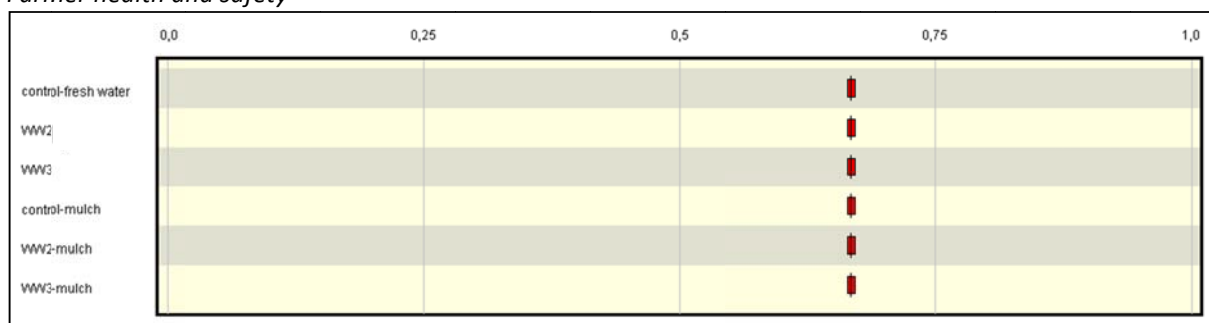 Farmer health and safety
0,0 0,25 0,5 0,75 1,0
control-fresh water
WW2
WW3
control-mulch
WW2-mulch
WW3-mulch